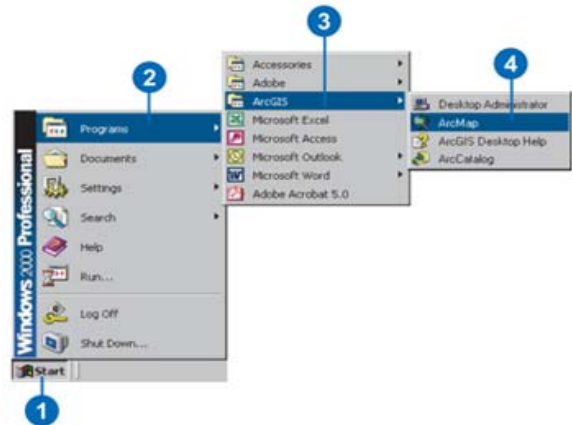 3
2
4
Accessories
Adobe
ArcGIS
Microsoft Excel
Microsoft Access
Microsoft Outlook
Microsoft Word
Adobe Acrobat 5.0
Desktop Administrator
ArcMap
ArcGIS Desktop Help
ArcCatalog
Windows 2000 Professional
Programs
Documents
Settings
Search
Help
Run...
Log Off
Shut Down...
Start
1